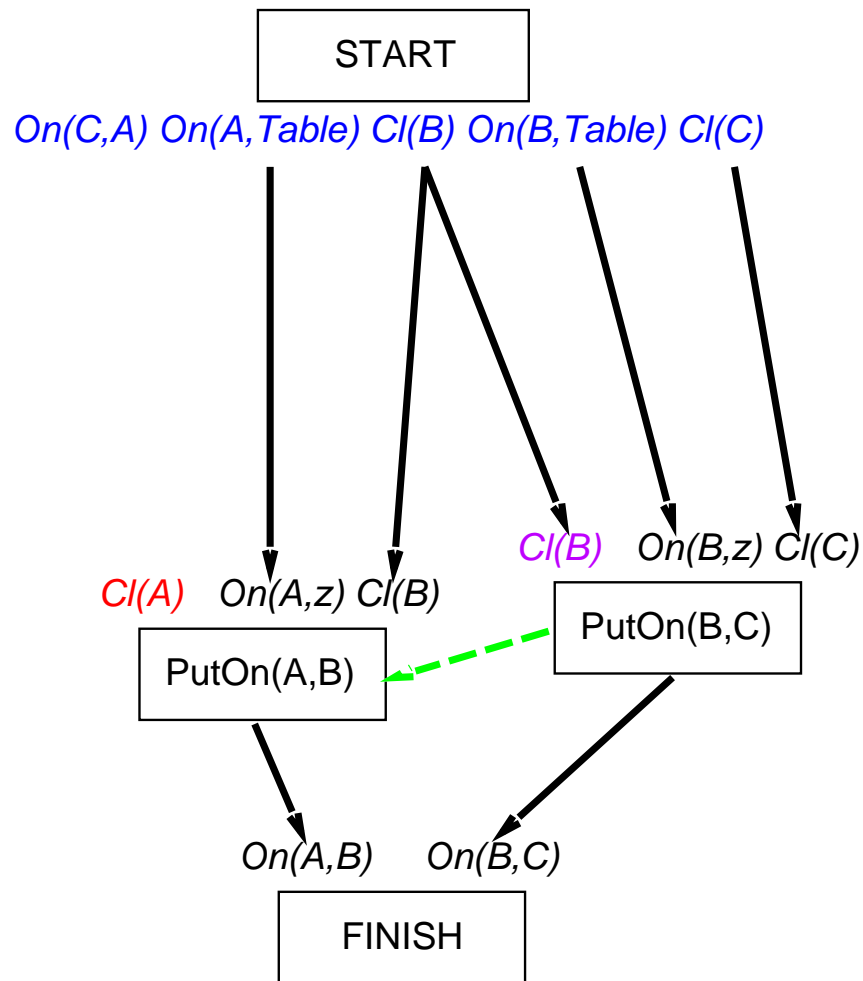 START
On(C,A) On(A,Table) Cl(B) On(B,Table) Cl(C)
Cl(B) On(B,z) Cl(C)
Cl(A) On(A,z) Cl(B)
PutOn(B,C)
PutOn(A,B)
On(A,B) On(B,C)
FINISH